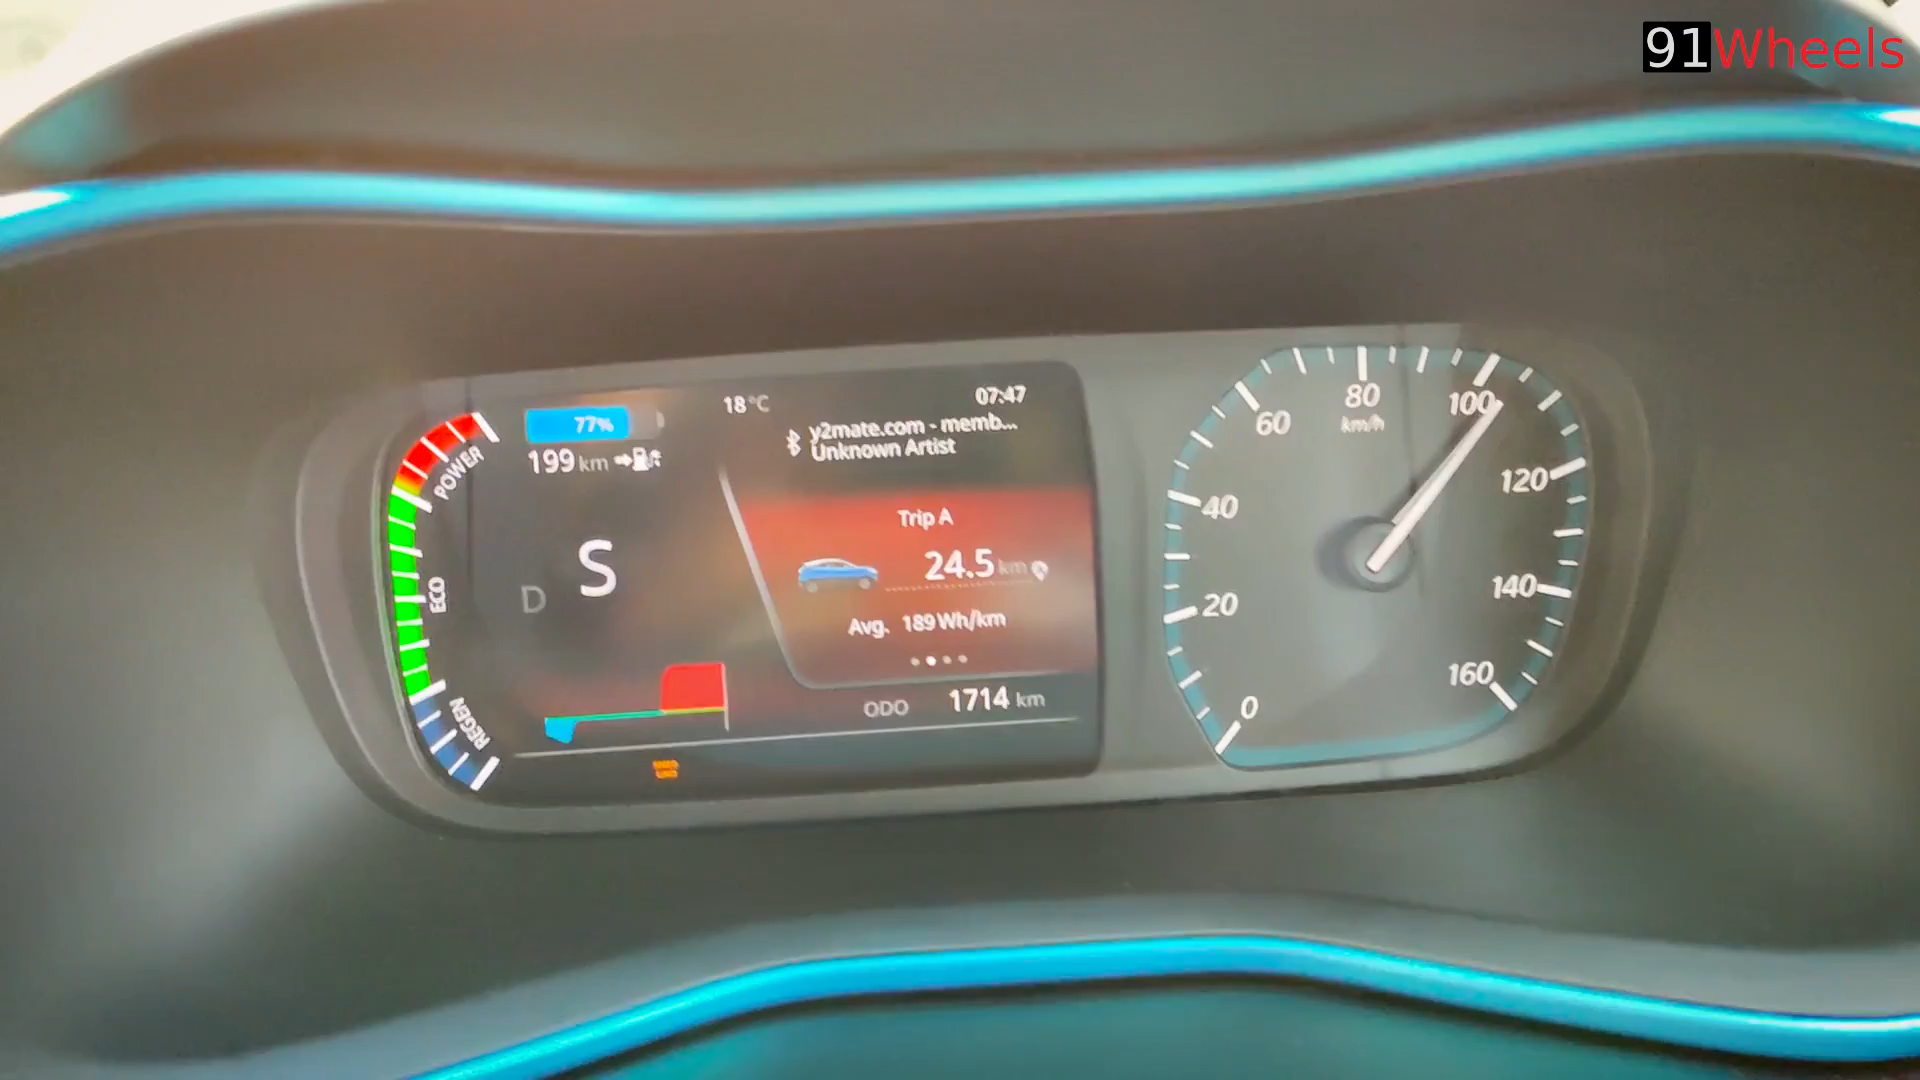 91Wheels
77%
18°C
07:47
y2mate.com - memb...
Unknown Artist
199 km
POWER
ECO
REGEN
D
S
Trip A
24.5 km
Avg. 189 Wh/km
ODO 1714 km
0
20
40
60
80
km/h
100
120
140
160